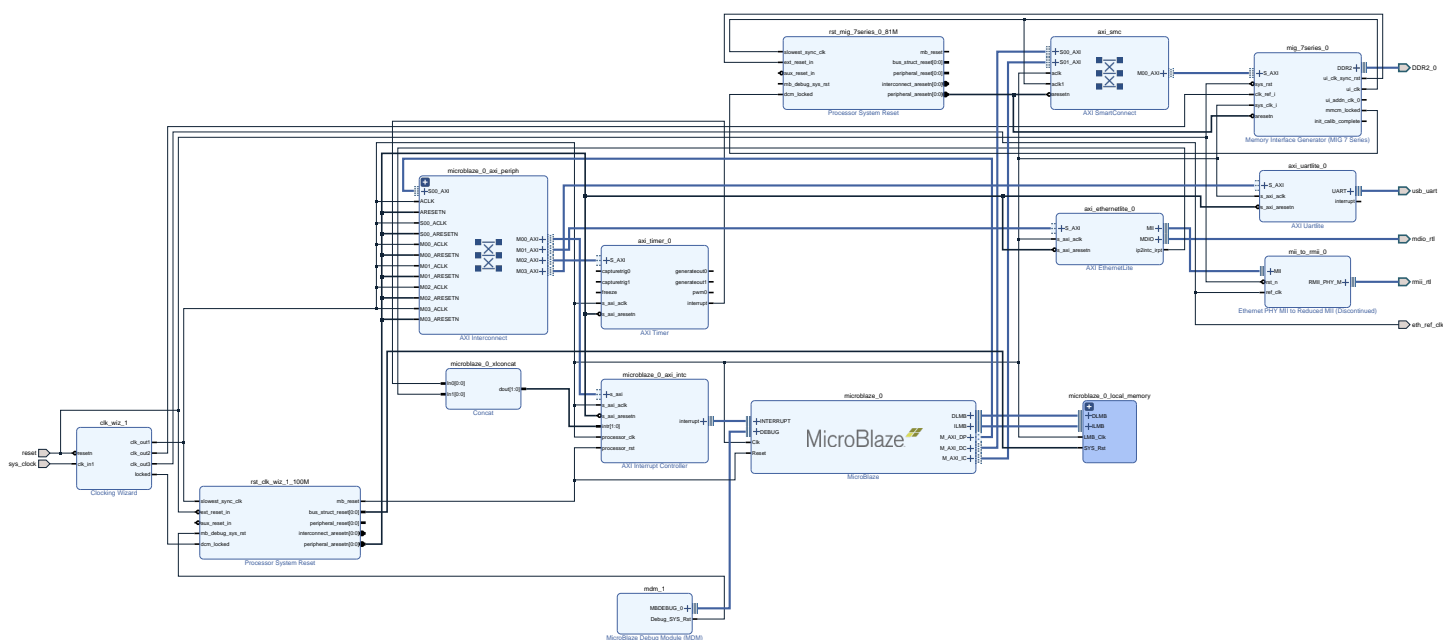 rst_mig_7series_0_81M
slowest_sync_clk
ext_reset_in
aux_reset_in
mb_debug_sys_rst
dcm_locked
mb_reset
bus_struct_reset[0:0]
peripheral_reset[0:0]
interconnect_aresetn[0:0]
peripheral_aresetn[0:0]
Processor System Reset
axi_smc
S00_AXI
S01_AXI
aclk
aclk1
aresetn
M00_AXI
AXI SmartConnect
mig_7series_0
S_AXI
sys_rst
clk_ref_i
sys_clk_i
aresetn
DDR2
ui_clk_sync_rst
ui_clk
ui_addn_clk_0
mmcm_locked
init_calib_complete
Memory Interface Generator (MIG 7 Series)
DDR2_0
microblaze_0_axi_periph
S00_AXI
ACLK
ARESETN
S00_ACLK
S00_ARESETN
M00_ACLK
M00_ARESETN
M01_ACLK
M01_ARESETN
M02_ACLK
M02_ARESETN
M03_ACLK
M03_ARESETN
M00_AXI
M01_AXI
M02_AXI
M03_AXI
AXI Interconnect
axi_timer_0
S_AXI
capturetrig0
capturetrig1
freeze
s_axi_aclk
s_axi_aresetn
generateout0
generateout1
pwm0
interrupt
AXI Timer
axi_uartlite_0
S_AXI
s_axi_aclk
s_axi_aresetn
UART
interrupt
AXI Uartlite
usb_uart
axi_ethernetlite_0
S_AXI
s_axi_aclk
s_axi_aresetn
MII
MDIO
ip2intc_irpt
AXI EthernetLite
mdio_rtl
mii_to_rmii_0
MII
rst_n
ref_clk
RMII_PHY_M
Ethernet PHY MII to Reduced MII (Discontinued)
rmii_rtl
eth_ref_clk
microblaze_0_xlconcat
In0[0:0]
In1[0:0]
dout[1:0]
Concat
microblaze_0_axi_intc
s_axi
s_axi_aclk
s_axi_aresetn
intr[1:0]
processor_clk
processor_rst
interrupt
AXI Interrupt Controller
microblaze_0
INTERRUPT
DEBUG
Clk
Reset
MicroBlaze
DLMB
ILMB
M_AXI_DP
M_AXI_DC
M_AXI_IC
MicroBlaze
microblaze_0_local_memory
DLMB
ILMB
LMB_Clk
SYS_Rst
reset
sys_clock
clk_wiz_1
resetn
clk_in1
clk_out1
clk_out2
clk_out3
locked
Clocking Wizard
rst_clk_wiz_1_100M
slowest_sync_clk
ext_reset_in
aux_reset_in
mb_debug_sys_rst
dcm_locked
mb_reset
bus_struct_reset[0:0]
peripheral_reset[0:0]
interconnect_aresetn[0:0]
peripheral_aresetn[0:0]
Processor System Reset
mdm_1
MBDEBUG_0
Debug_SYS_Rst
MicroBlaze Debug Module (MDM)